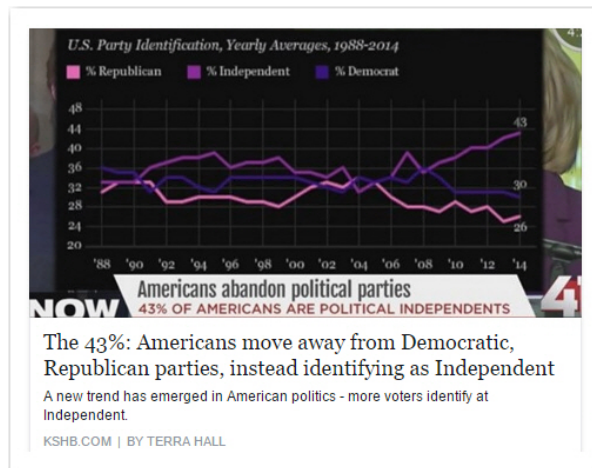 U.S. Party Identification, Yearly Averages, 1988-2014
% Republican % Independent % Democrat
48
44
40
36
32
28
24
20
43
30
26
'88 '90 '92 '94 '96 '98 '00 '02 '04 '06 '08 '10 '12 '14
NOW
Americans abandon political parties
43% OF AMERICANS ARE POLITICAL INDEPENDENTS
4
The 43%: Americans move away from Democratic,
Republican parties, instead identifying as Independent
A new trend has emerged in American politics - more voters identify at
Independent.
KSHB.COM | BY TERRA HALL